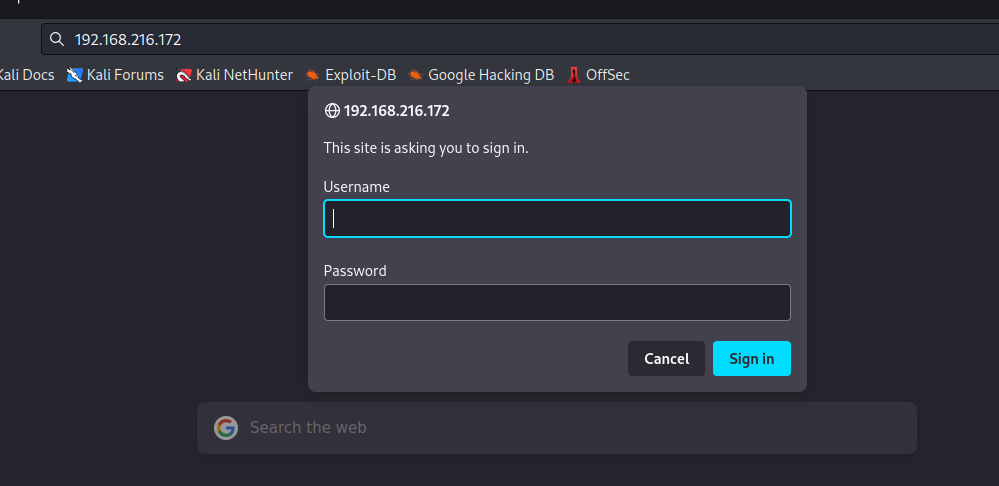 192.168.216.172
Kali Docs Kali Forums Kali NetHunter Exploit-DB Google Hacking DB OffSec
192.168.216.172
This site is asking you to sign in.
Username
Password
Cancel Sign in
Search the web